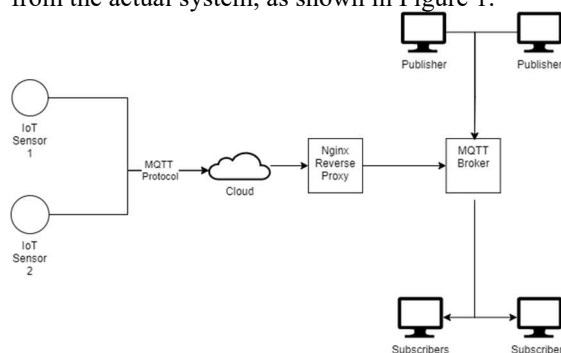 from the actual system, as shown in Figure 1.
Publisher
Publisher
IoT
Sensor
1
MQTT
Protocol
Cloud
Nginx
Reverse
Proxy
MQTT
Broker
IoT
Sensor
2
Subscribers
Subscriber